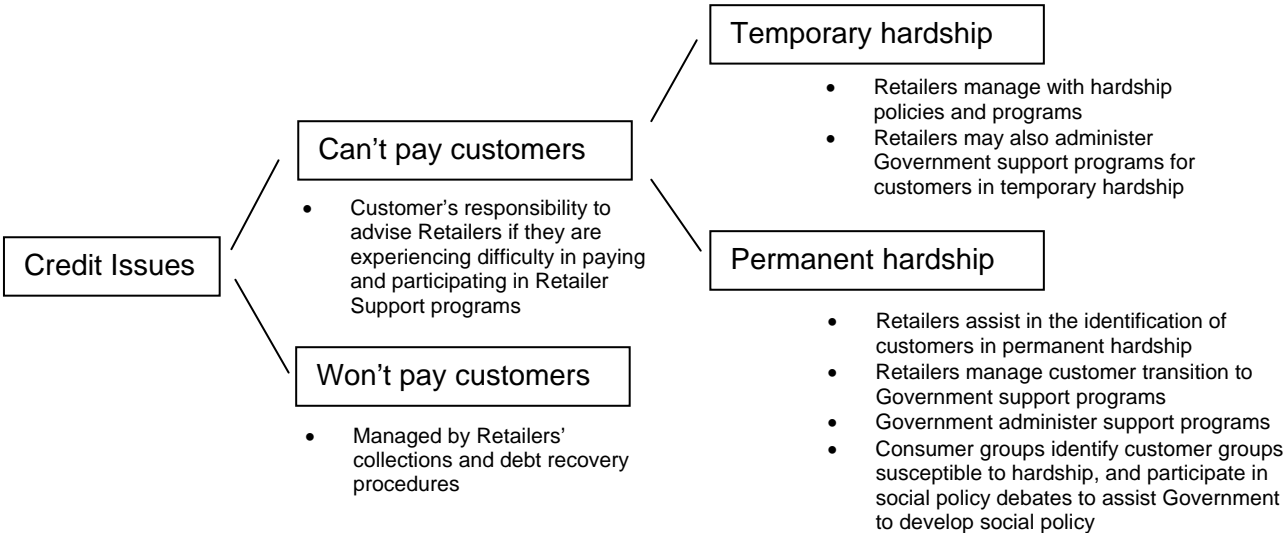 Credit Issues
Can't pay customers
• Customer's responsibility to
advise Retailers if they are
experiencing difficulty in paying
and participating in Retailer
Support programs
Won't pay customers
• Managed by Retailers'
collections and debt recovery
procedures
Temporary hardship
• Retailers manage with hardship
policies and programs
• Retailers may also administer
Government support programs for
customers in temporary hardship
Permanent hardship
• Retailers assist in the identification of
customers in permanent hardship
• Retailers manage customer transition to
Government support programs
• Government administer support programs
• Consumer groups identify customer groups
susceptible to hardship, and participate in
social policy debates to assist Government
to develop social policy